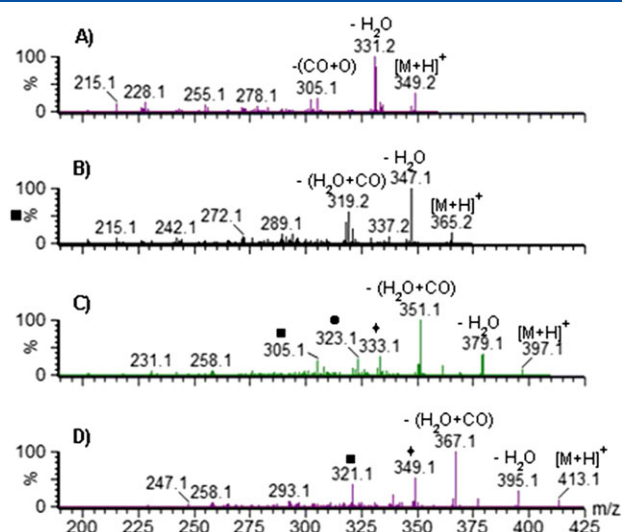 A)
- H₂O
331.2
-(CO+O)
305.1
[M+H]⁺
349.2
215.1 228.1 255.1 278.1
100
%
0
B)
- H₂O
347.1
- (H₂O+CO)
319.2
[M+H]⁺
365.2
215.1 242.1 272.1 289.1 337.2
100
■ %
0
C)
- (H₂O+CO)
351.1
- H₂O
379.1
[M+H]⁺
397.1
■ ● ♦
305.1 323.1 333.1
231.1 258.1
100
%
0
D)
- (H₂O+CO)
367.1
- H₂O
395.1
[M+H]⁺
413.1
■ ♦
321.1 349.1
247.1 258.1 293.1
100
%
0
200 225 250 275 300 325 350 375 400 425 m/z